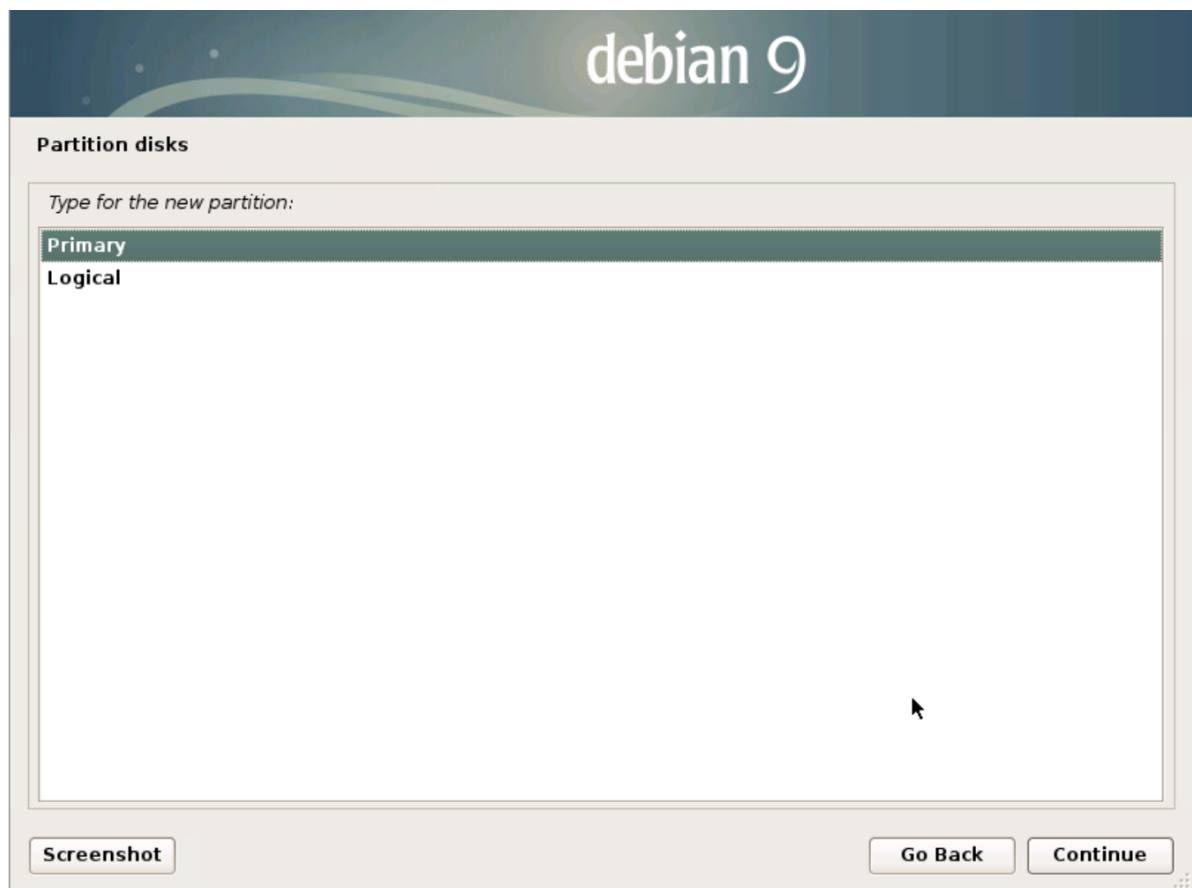 debian 9
Partition disks
Type for the new partition:
Primary
Logical
Screenshot
Go Back
Continue